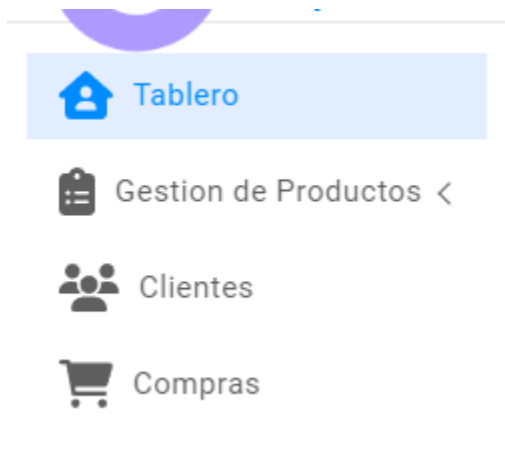 Tablero
Gestion de Productos <
Clientes
Compras